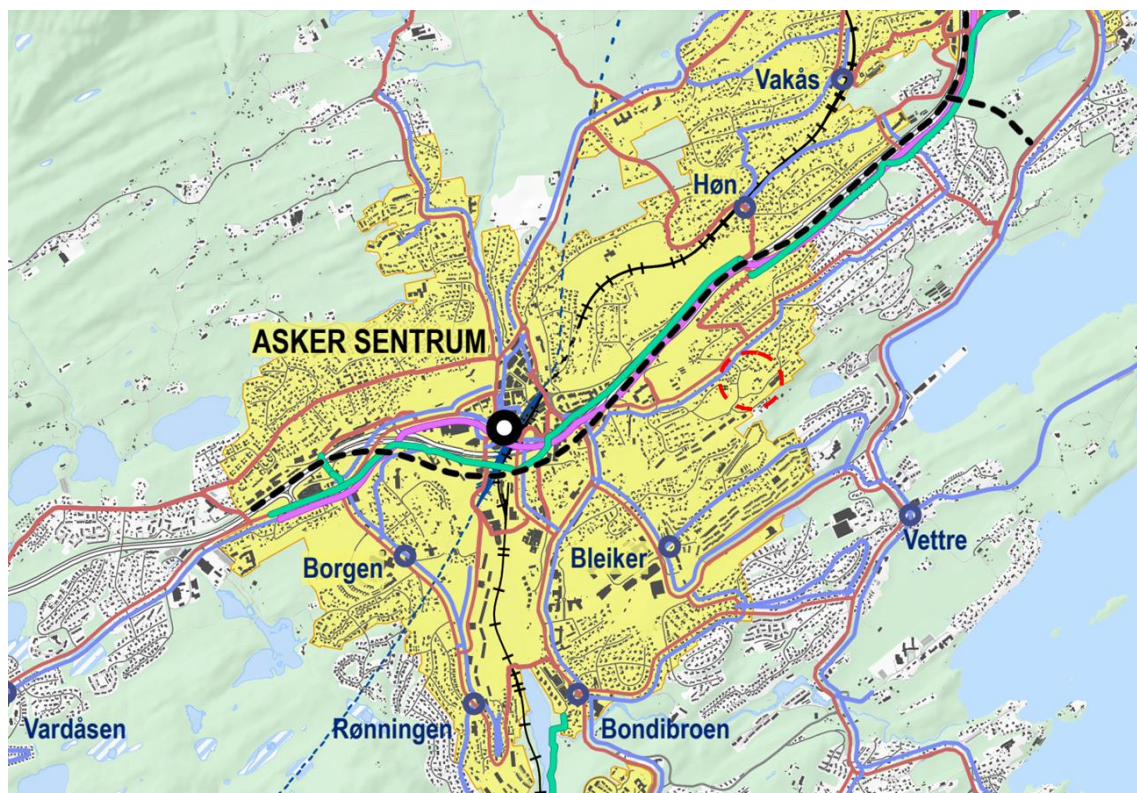 Vakås
Høn
ASKER SENTRUM
Borgen
Bleiker
Vettre
Vardåsen
Rønningen
Bondibroen